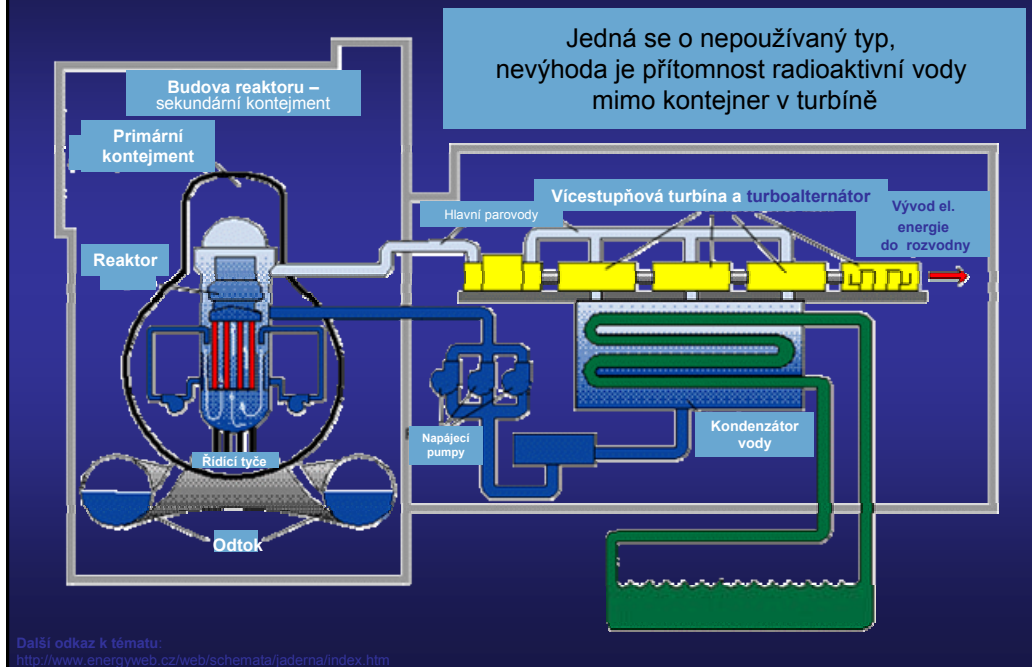 Jedná se o nepoužívaný typ,
nevýhoda je přítomnost radioaktivní vody
mimo kontejner v turbíně
Budova reaktoru –
sekundární kontejment
Primární
kontejment
Reaktor
Hlavní parovody
Vícestupňová turbína a turboalternátor
Vývod el.
energie
do rozvodny
Napájecí
pumpy
Kondenzátor
vody
Řídicí tyče
Odtok
Další odkaz k tématu:
http://www.energyweb.cz/web/schemata/jaderna/index.htm